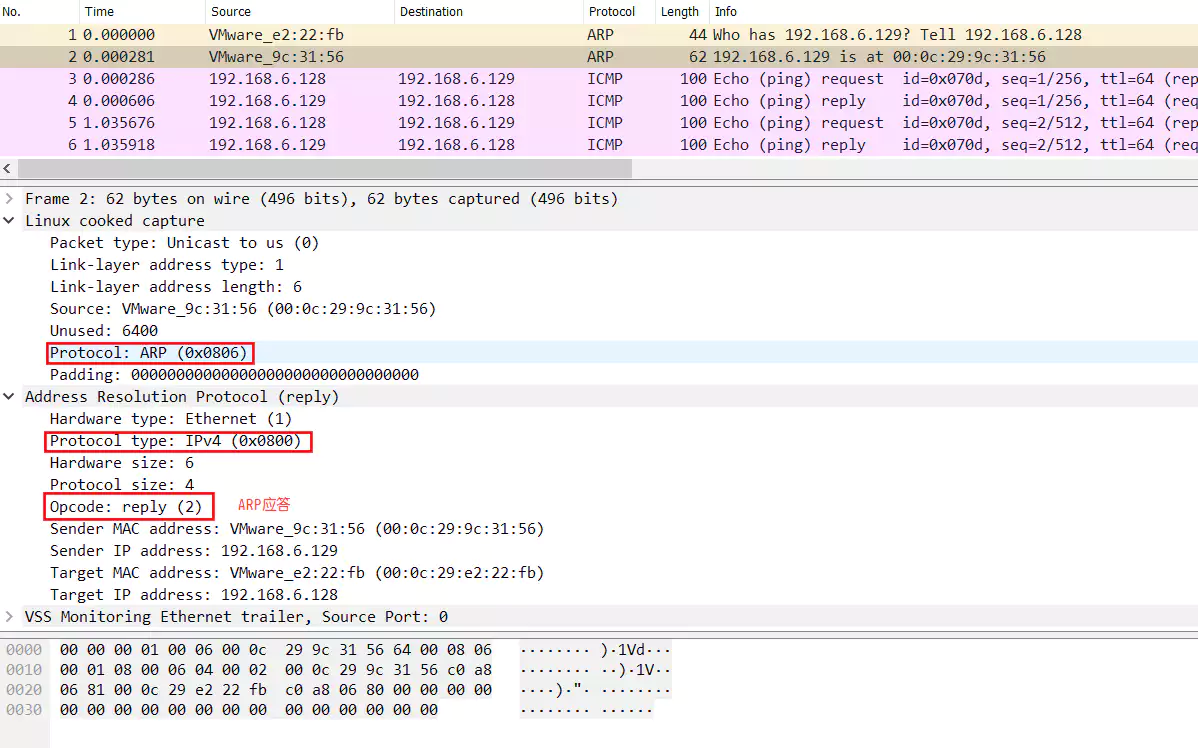 No. Time Source Destination Protocol Length Info
1 0.000000 VMware_e2:22:fb ARP 44 Who has 192.168.6.129? Tell 192.168.6.128
2 0.000281 VMware_9c:31:56 ARP 62 192.168.6.129 is at 00:0c:29:9c:31:56
3 0.000286 192.168.6.128 192.168.6.129 ICMP 100 Echo (ping) request id=0x070d, seq=1/256, ttl=64 (rep
4 0.000606 192.168.6.129 192.168.6.128 ICMP 100 Echo (ping) reply id=0x070d, seq=1/256, ttl=64 (req
5 1.035676 192.168.6.128 192.168.6.129 ICMP 100 Echo (ping) request id=0x070d, seq=2/512, ttl=64 (rep
6 1.035918 192.168.6.129 192.168.6.128 ICMP 100 Echo (ping) reply id=0x070d, seq=2/512, ttl=64 (req
Frame 2: 62 bytes on wire (496 bits), 62 bytes captured (496 bits)
Linux cooked capture
Packet type: Unicast to us (0)
Link-layer address type: 1
Link-layer address length: 6
Source: VMware_9c:31:56 (00:0c:29:9c:31:56)
Unused: 6400
Protocol: ARP (0x0806)
Padding: 00000000000000000000000000000000
Address Resolution Protocol (reply)
Hardware type: Ethernet (1)
Protocol type: IPv4 (0x0800)
Hardware size: 6
Protocol size: 4
Opcode: reply (2) ARP应答
Sender MAC address: VMware_9c:31:56 (00:0c:29:9c:31:56)
Sender IP address: 192.168.6.129
Target MAC address: VMware_e2:22:fb (00:0c:29:e2:22:fb)
Target IP address: 192.168.6.128
VSS Monitoring Ethernet trailer, Source Port: 0
0000 00 00 00 01 00 06 00 0c 29 9c 31 56 64 00 08 06 ········ )·1Vd···
0010 00 01 08 00 06 04 00 02 00 0c 29 9c 31 56 c0 a8 ········ ··)·1V··
0020 06 81 00 0c 29 e2 22 fb c0 a8 06 80 00 00 00 00 ····)·"· ········
0030 00 00 00 00 00 00 00 00 00 00 00 00 00 00 ········ ······